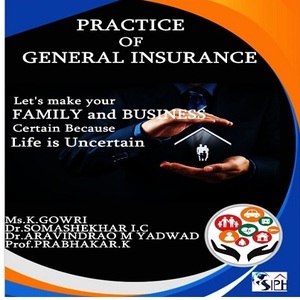 PRACTICE
OF
GENERAL INSURANCE
Let's make your
FAMILY and BUSINESS
Certain Because
Life is Uncertain
Ms.K.GOWRI
Dr.SOMASHEKHAR I.C
Dr.ARAVINDRAO M YADWAD
Prof.PRABHAKAR.K
SIPH